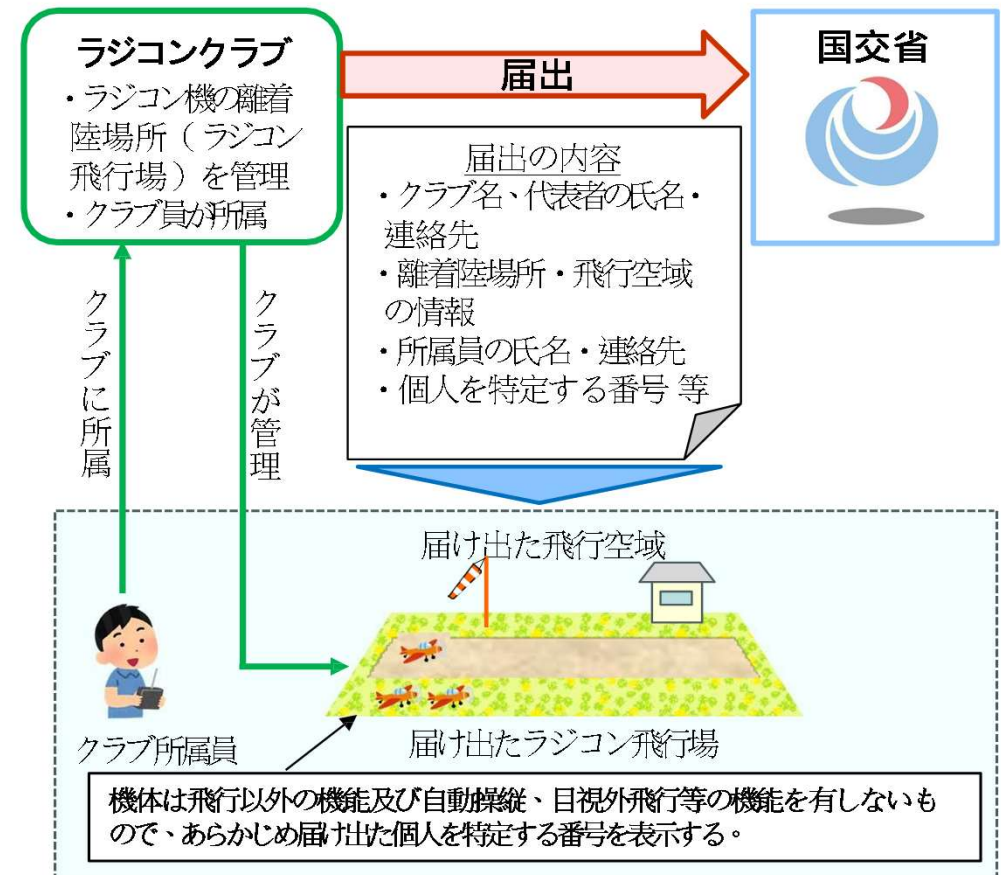 ラジコンクラブ
・ラジコン機の離着
陸場所（ラジコン
飛行場）を管理
・クラブ員が所属
届出
国交省
届出の内容
・クラブ名、代表者の氏名・
連絡先
・離着陸場所・飛行空域
の情報
・所属員の氏名・連絡先
・個人を特定する番号 等
クラブに所属
クラブが管理
届け出た飛行空域
クラブ所属員
届け出たラジコン飛行場
機体は飛行以外の機能及び自動操縦、目視外飛行等の機能を有しないも
ので、あらかじめ届け出た個人を特定する番号を表示する。